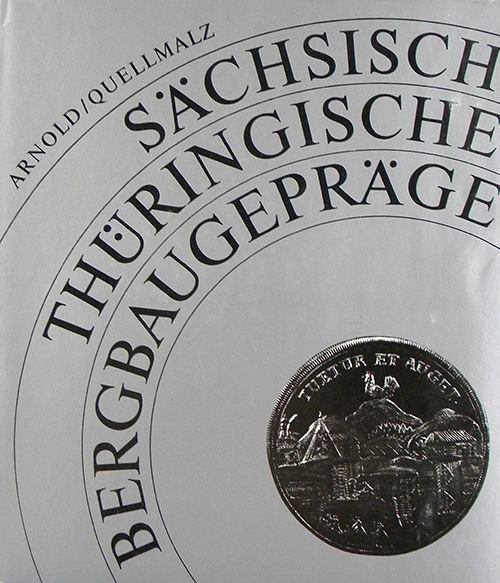 ARNOLD/QUELLMALZ
SÄCHSISCH
THÜRINGISCHE
BERGBAUGEPRÄGE
TUETUR ET AUGET.